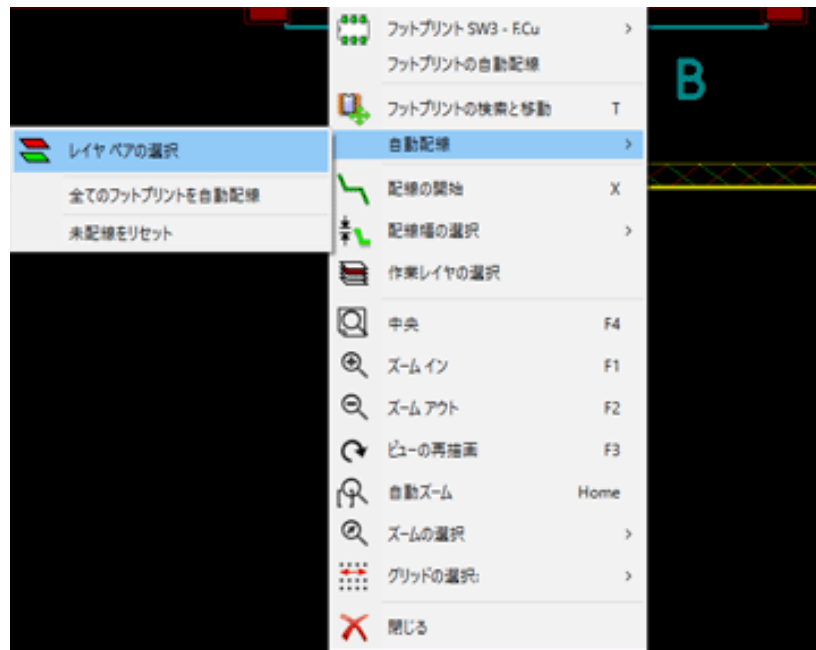 フットプリント SW3 - F.Cu
フットプリントの自動配線
B
フットプリントの検索と移動 T
自動配線
レイヤ ペアの選択
全てのフットプリントを自動配線
未配線をリセット
配線の開始 X
配線幅の選択
作業レイヤの選択
中央 F4
ズーム イン F1
ズーム アウト F2
ビューの再描画 F3
自動ズーム Home
ズームの選択
グリッドの選択:
閉じる